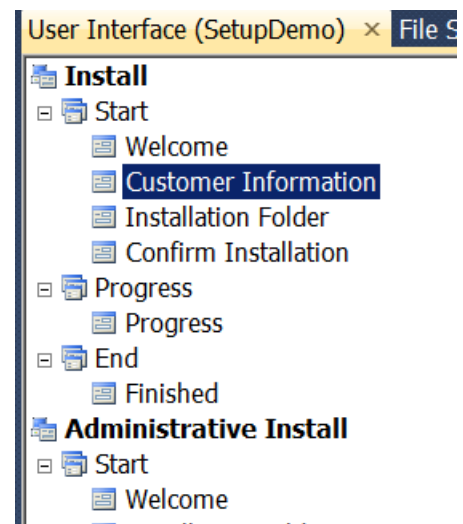 User Interface (SetupDemo) × File S
Install
Start
Welcome
Customer Information
Installation Folder
Confirm Installation
Progress
Progress
End
Finished
Administrative Install
Start
Welcome